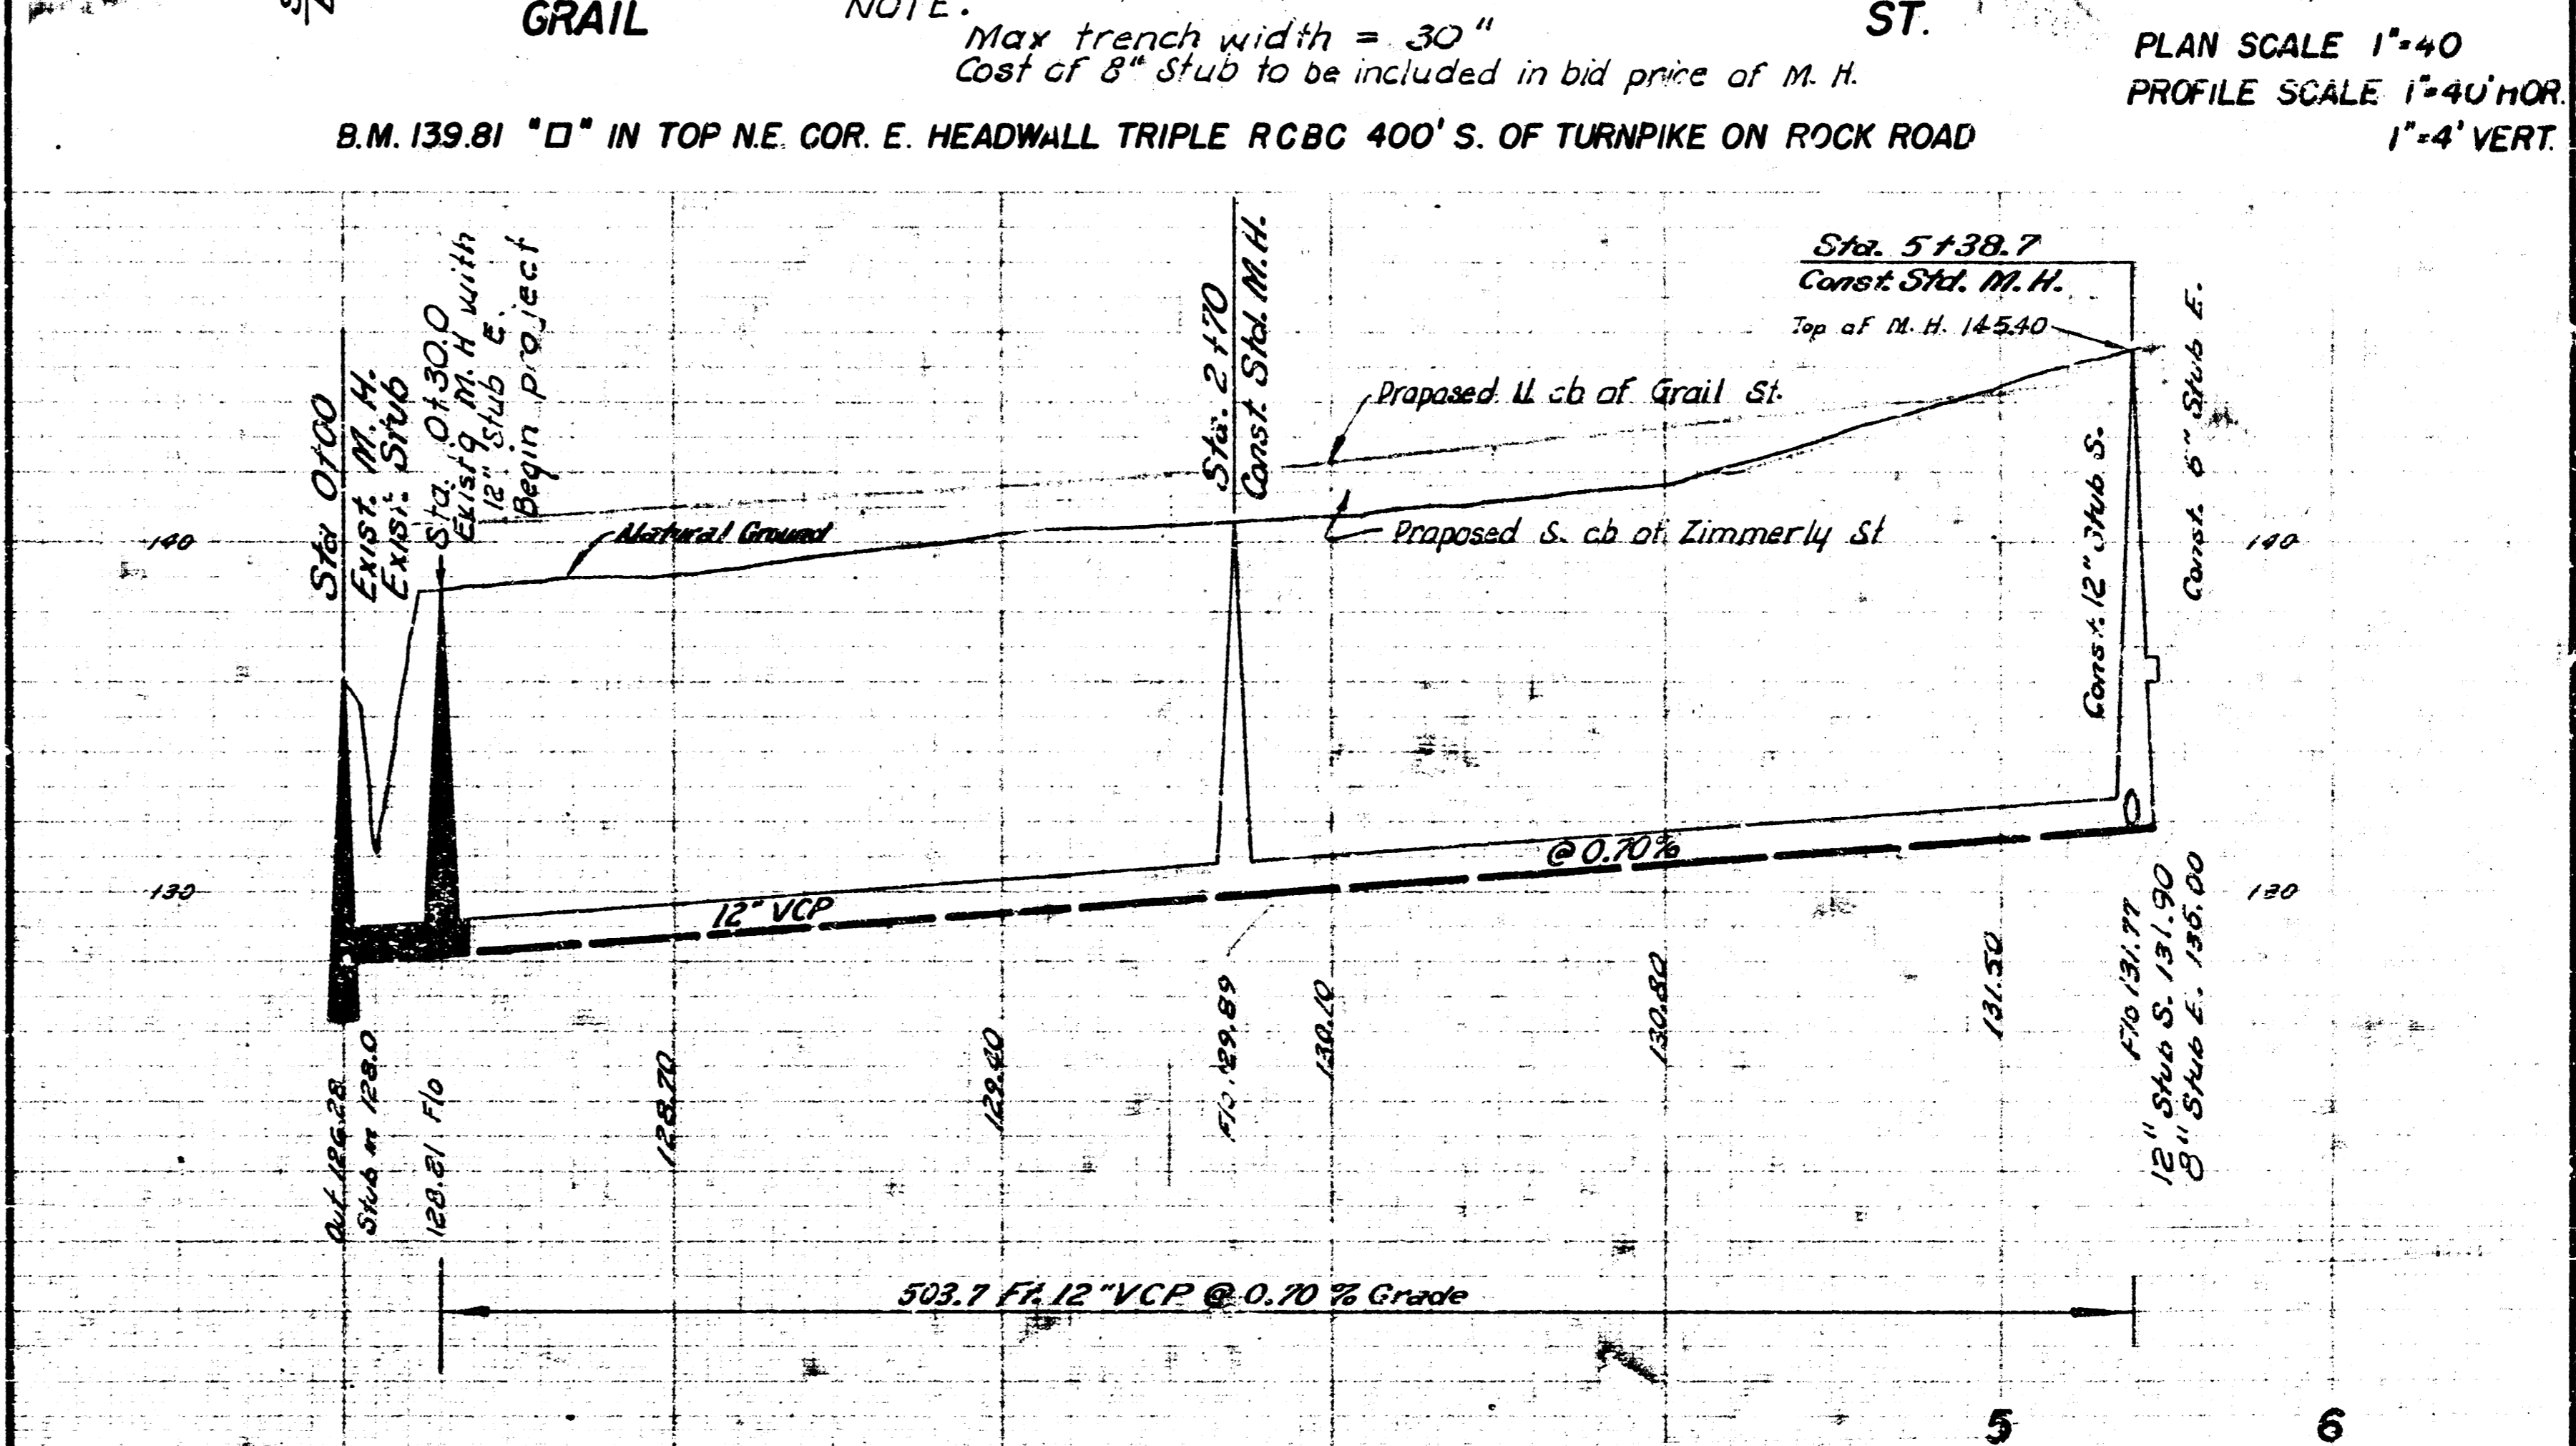 GRAIL
NOTE:
ST.
Max trench width = 30"
Cost of 8" Stub to be included in bid price of M. H.
PLAN SCALE 1"=40
PROFILE SCALE 1"=40' HOR.
1"=4' VERT.
B.M. 139.81 "□" IN TOP N.E. COR. E. HEADWALL TRIPLE RCBC 400' S. OF TURNPIKE ON ROCK ROAD
Sta 0+00
Exist. M. H.
Exist. Stub
Sta. 0+30.0
Exist'g M. H with
12" Stub E.
Begin project
Sta. 2+70
Const. Std. M.H.
Sta. 5+38.7
Const. Std. M.H.
Top of M. H. 145.40
Const. 12" Stub S.
Const. Stub E.
Proposed cb of Grail St.
Natural Ground
Proposed S. cb of Zimmerly St
140
140
130
130
12" VCP
@ 0.70%
Out 126.28
Stub in 128.0
128.21 F/o
128.70
129.40
F/o 129.89
130.10
130.80
131.50
F/o 131.77
12" Stub S. 131.90
8" Stub E. 136.00
503.7 Ft. 12" VCP @ 0.70 % Grade
5
6